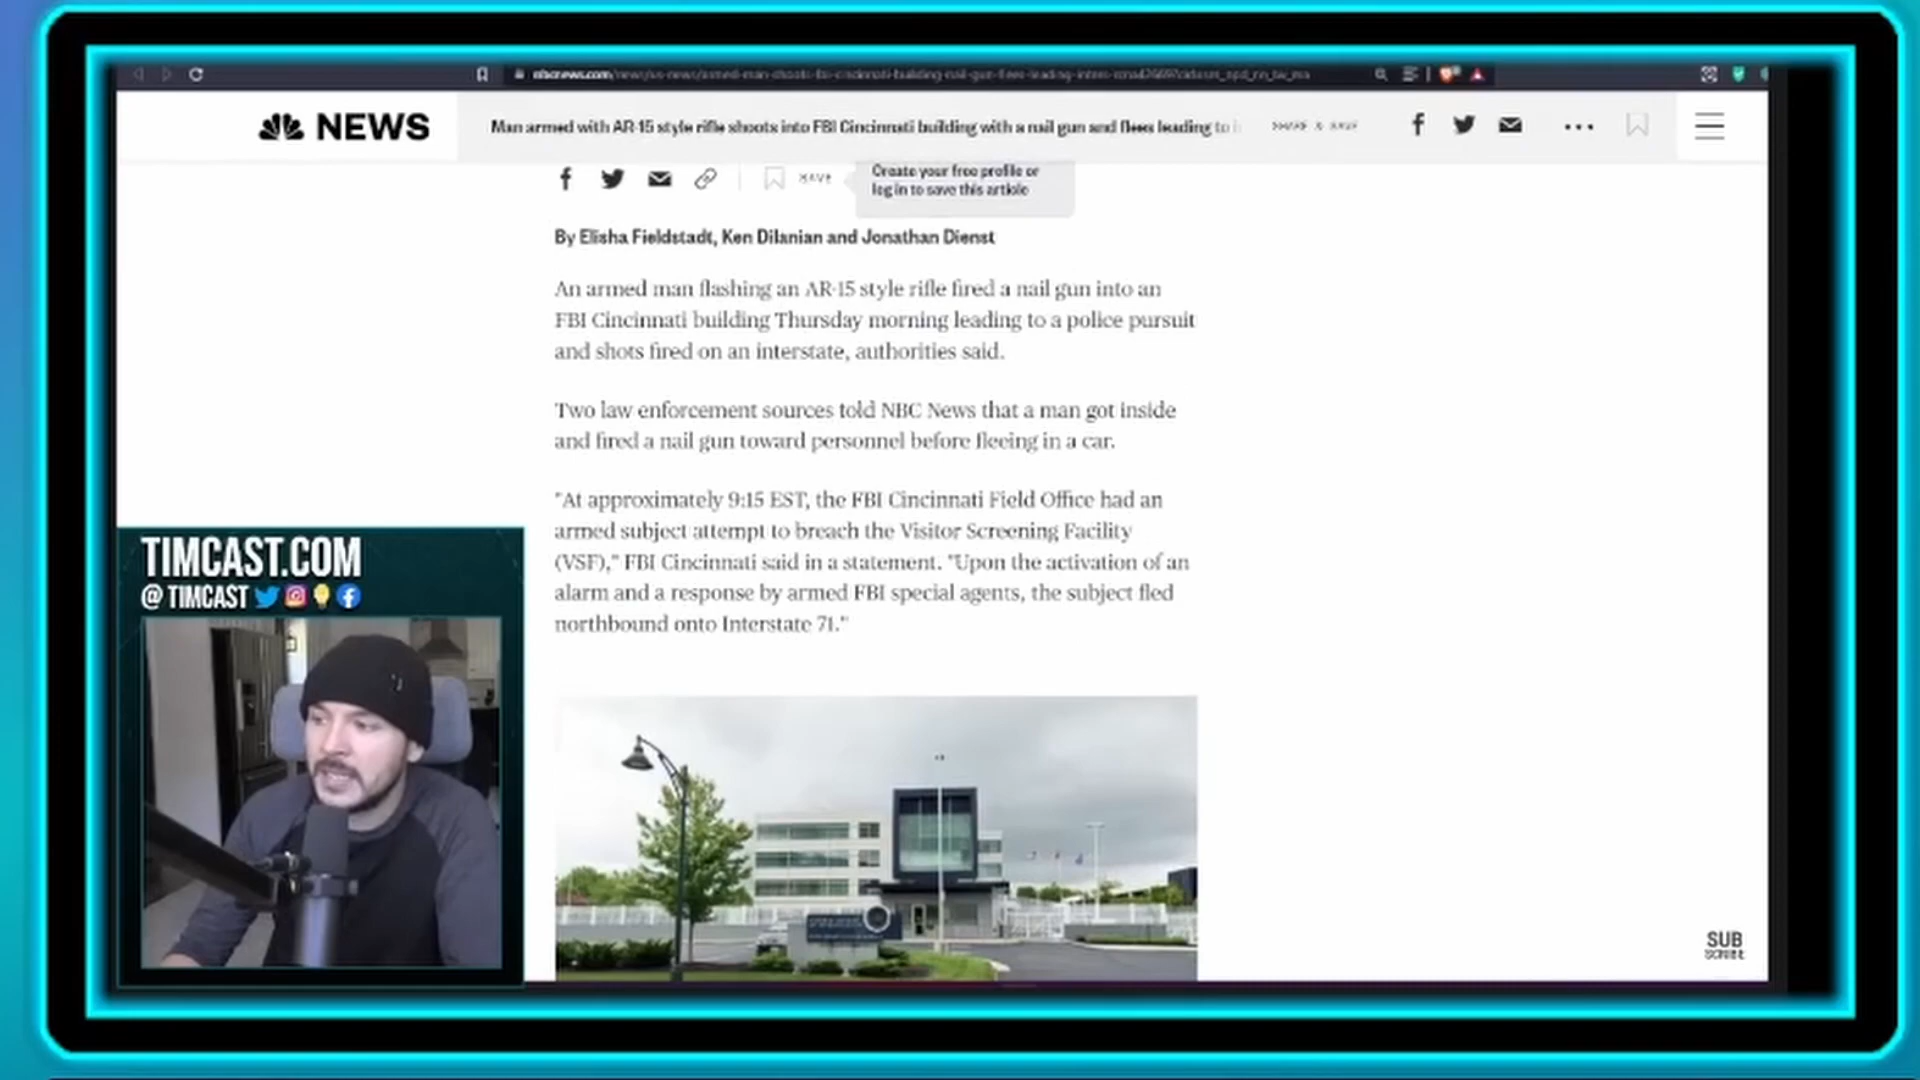 NEWS
Man armed with AR-15 style rifle shoots into FBI Cincinnati building with a nail gun and flees leading to
SHARE & SAVE
SAVE
Create your free profile or
log in to save this article
By Elisha Fieldstadt, Ken Dilanian and Jonathan Dienst
An armed man flashing an AR-15 style rifle fired a nail gun into an
FBI Cincinnati building Thursday morning leading to a police pursuit
and shots fired on an interstate, authorities said.
Two law enforcement sources told NBC News that a man got inside
and fired a nail gun toward personnel before fleeing in a car.
"At approximately 9:15 EST, the FBI Cincinnati Field Office had an
armed subject attempt to breach the Visitor Screening Facility
(VSF)," FBI Cincinnati said in a statement. "Upon the activation of an
alarm and a response by armed FBI special agents, the subject fled
northbound onto Interstate 71."
TIMCAST.COM
@ TIMCAST
SUB
SCRIBE